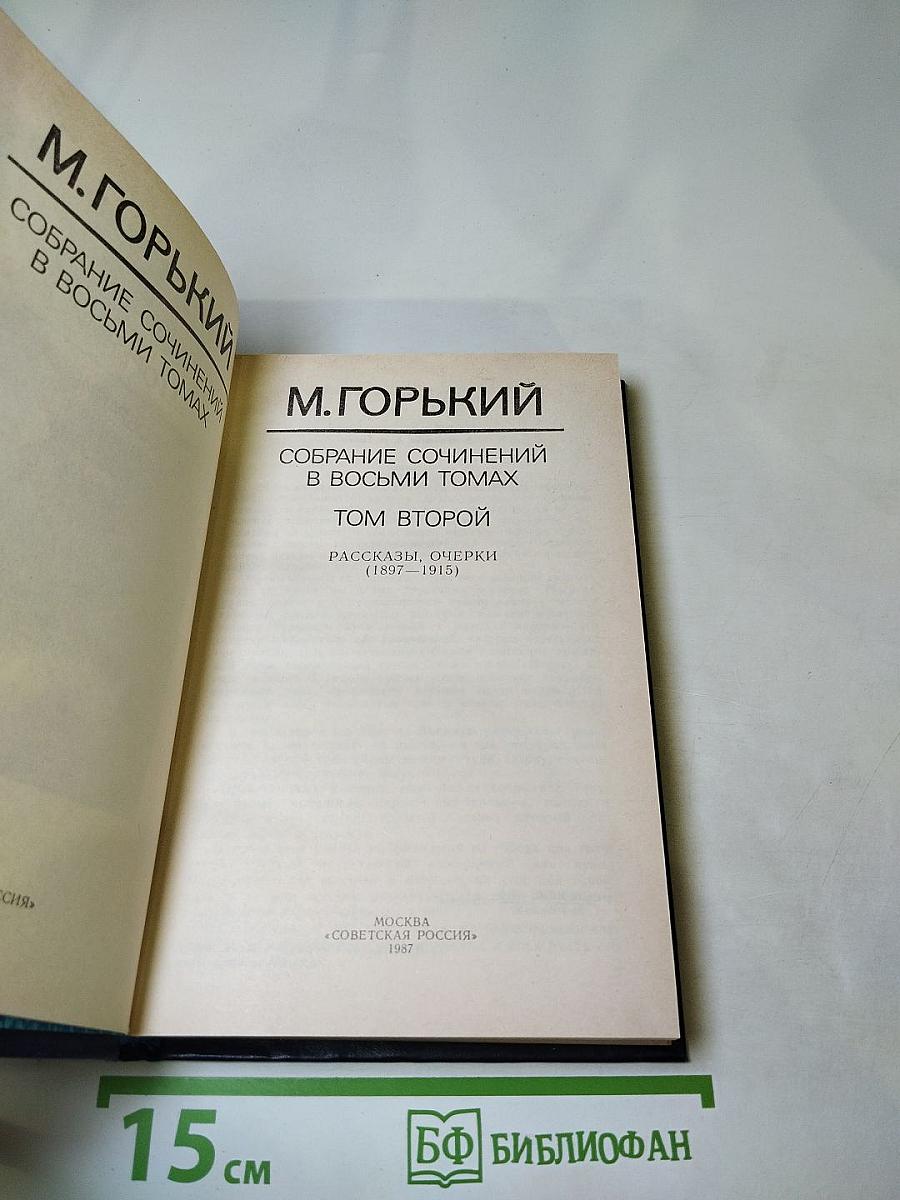 М.ГОРЬКИЙ
СОБРАНИЕ СОЧИНЕНИЙ
В ВОСЬМИ ТОМАХ
М.ГОРЬКИЙ
СОБРАНИЕ СОЧИНЕНИЙ
В ВОСЬМИ ТОМАХ
ТОМ ВТОРОЙ
РАССКАЗЫ, ОЧЕРКИ
(1897—1915)
МОСКВА
«СОВЕТСКАЯ РОССИЯ»
1987
15 см
БФ БИБЛИОФАН